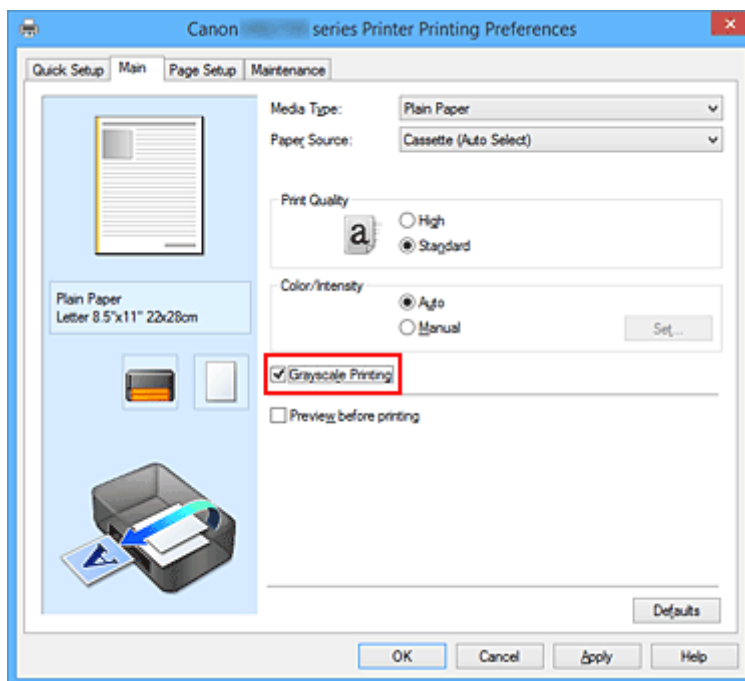 Canon series Printer Printing Preferences
Quick Setup Main Page Setup Maintenance
Media Type: Plain Paper
Paper Source: Cassette (Auto Select)
Print Quality
a
High
Standard
Color/Intensity
Auto
Manual
Set...
Plain Paper
Letter 8.5"x11" 22x28cm
Grayscale Printing
Preview before printing
A
Defaults
OK Cancel Apply Help